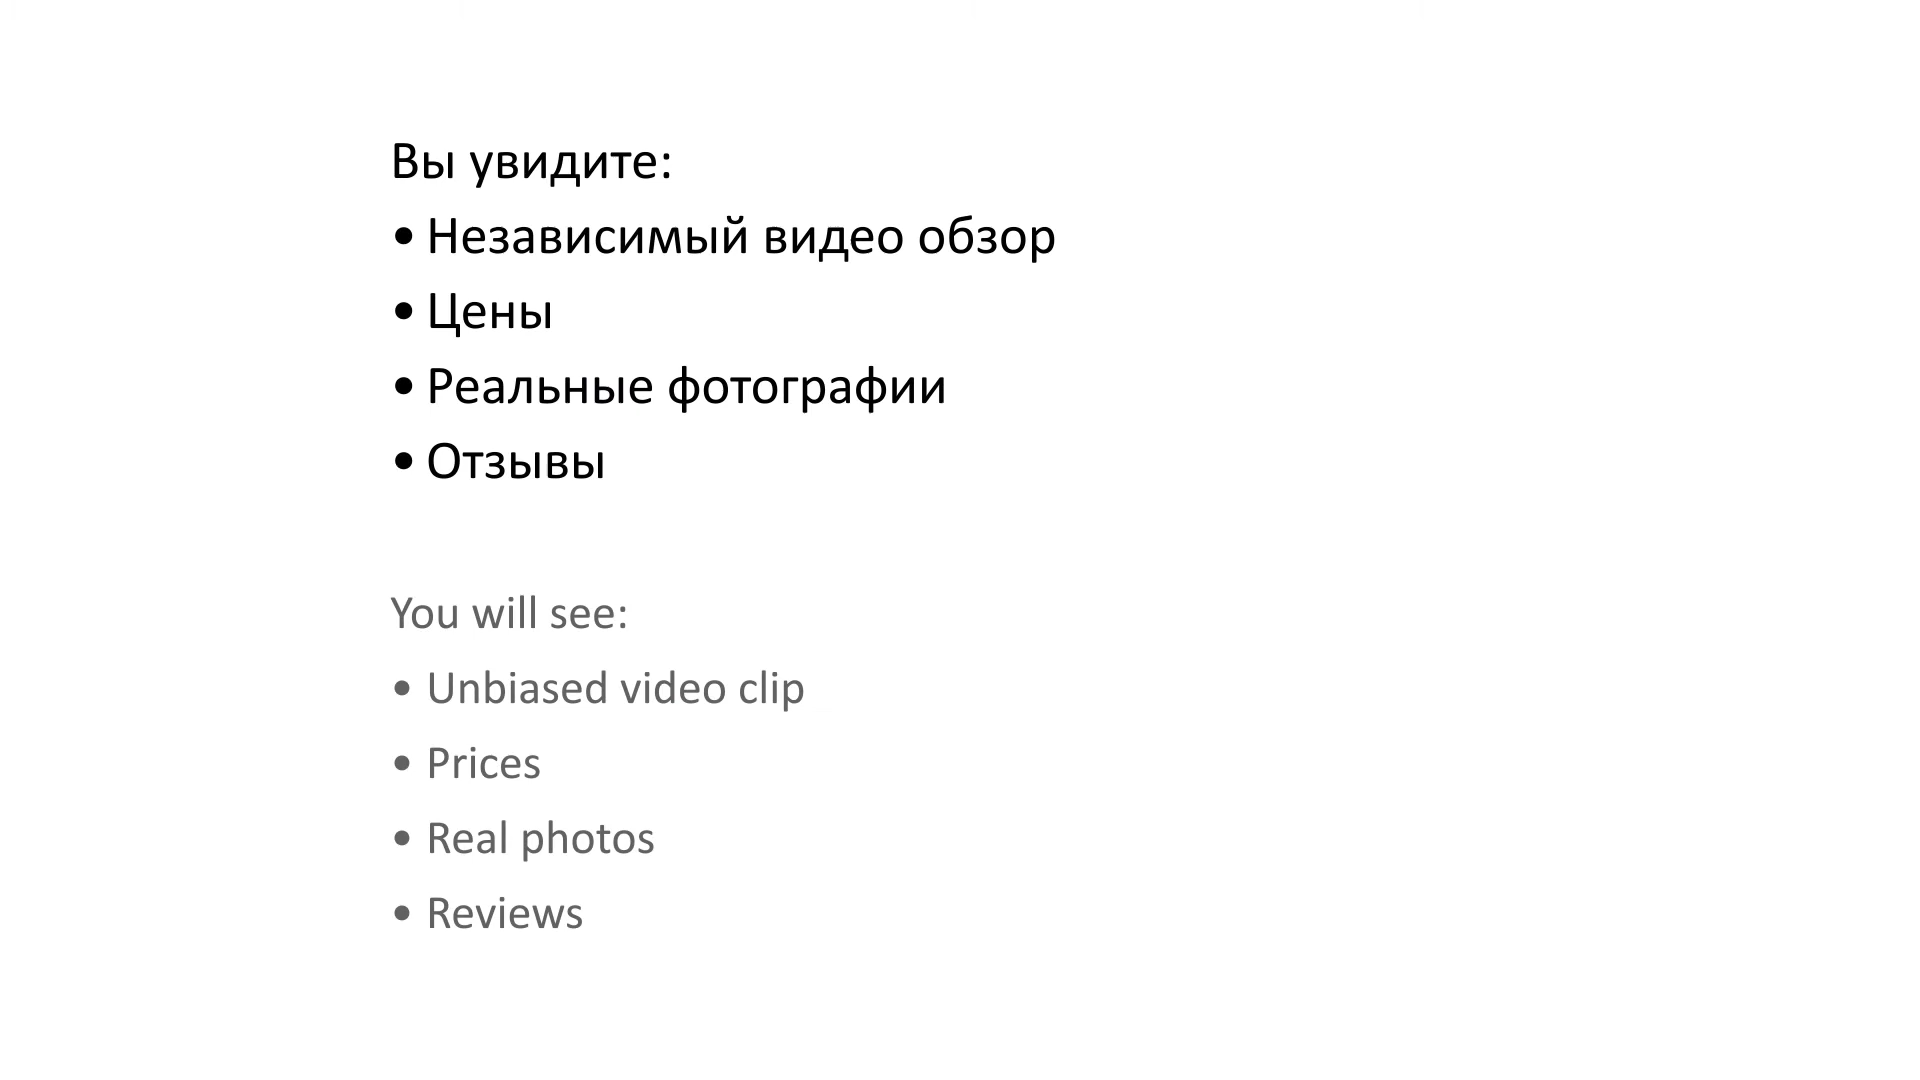 Вы увидите:
• Независимый видео обзор
• Цены
• Реальные фотографии
• Отзывы
You will see:
• Unbiased video clip
• Prices
• Real photos
• Reviews